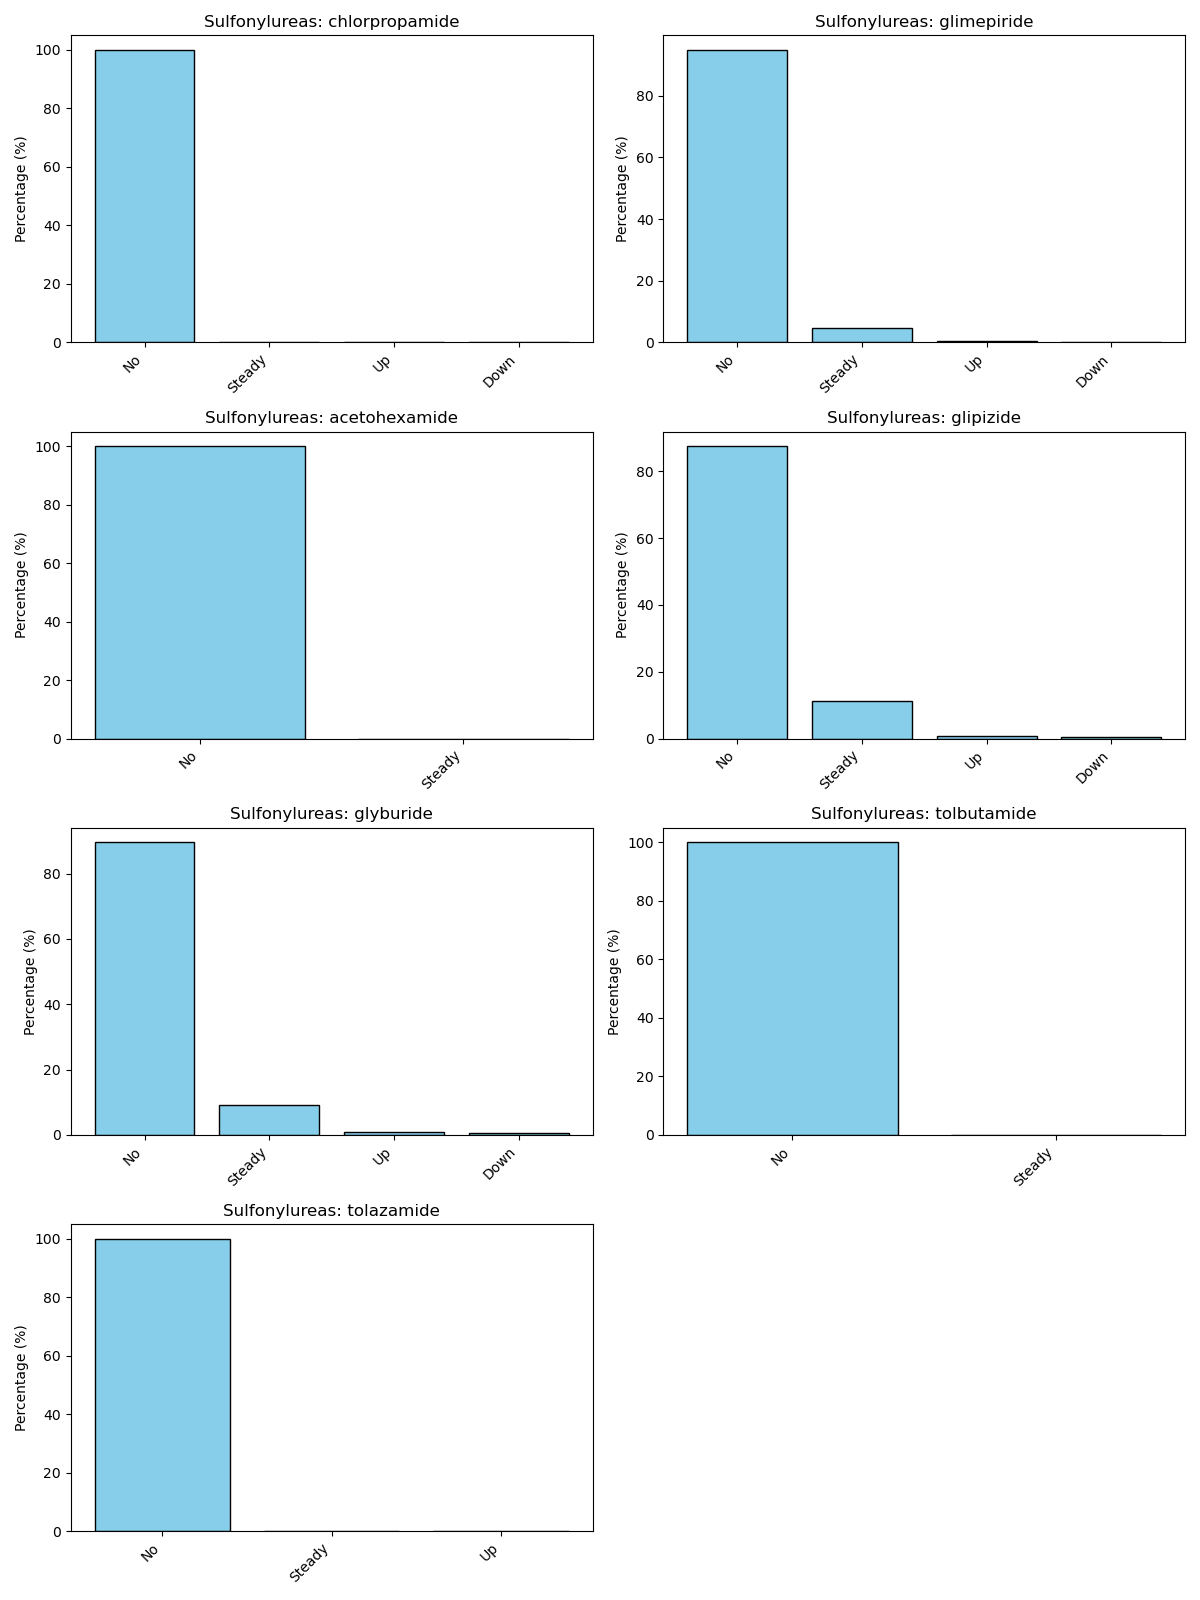 Sulfonylureas: chlorpropamide
Percentage (%)
100
80
60
40
20
0
No
Steady
Up
Down
Sulfonylureas: glimepiride
Percentage (%)
80
60
40
20
0
No
Steady
Up
Down
Sulfonylureas: acetohexamide
Percentage (%)
100
80
60
40
20
0
No
Steady
Sulfonylureas: glipizide
Percentage (%)
80
60
40
20
0
No
Steady
Up
Down
Sulfonylureas: glyburide
Percentage (%)
80
60
40
20
0
No
Steady
Up
Down
Sulfonylureas: tolbutamide
Percentage (%)
100
80
60
40
20
0
No
Steady
Sulfonylureas: tolazamide
Percentage (%)
100
80
60
40
20
0
No
Steady
Up